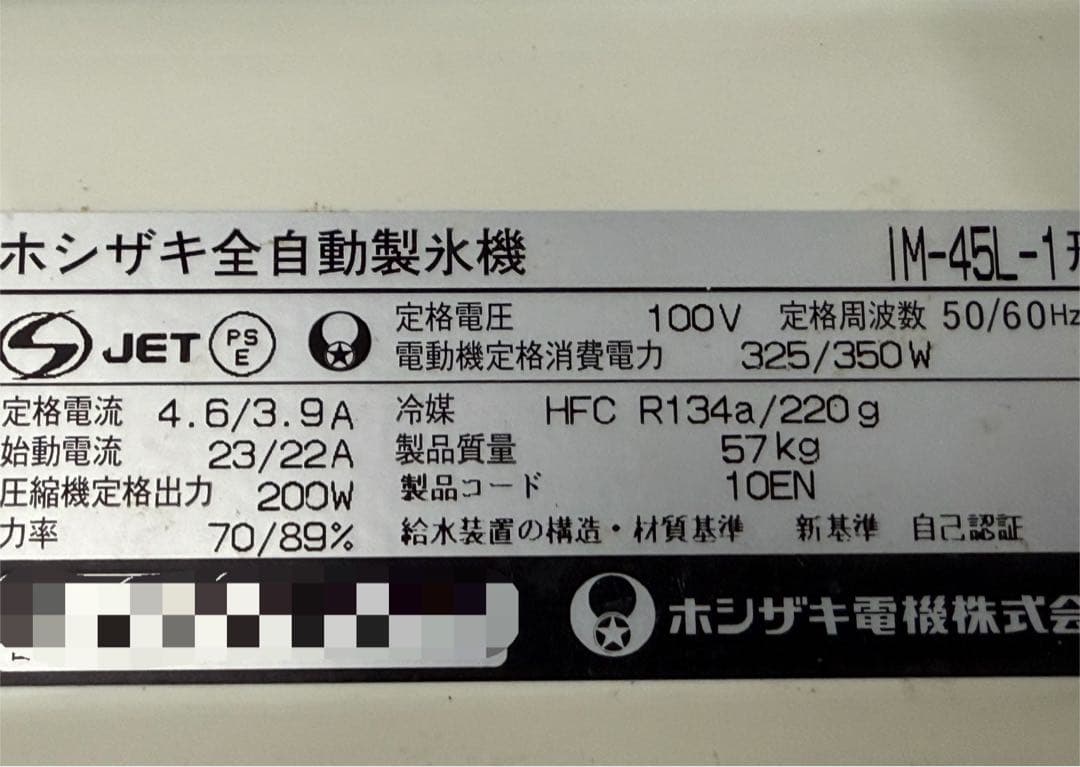 ホシザキ全自動製氷機 IM-45L-1
JET PS E 定格電圧 100V 定格周波数 50/60Hz
電動機定格消費電力 325/350W
定格電流 4.6/3.9A 冷媒 HFC R134a/220g
始動電流 23/22A 製品質量 57kg
圧縮機定格出力 200W 製品コード 10EN
力率 70/89% 給水装置の構造・材質基準 新基準 自己認証
ホシザキ電機株式会